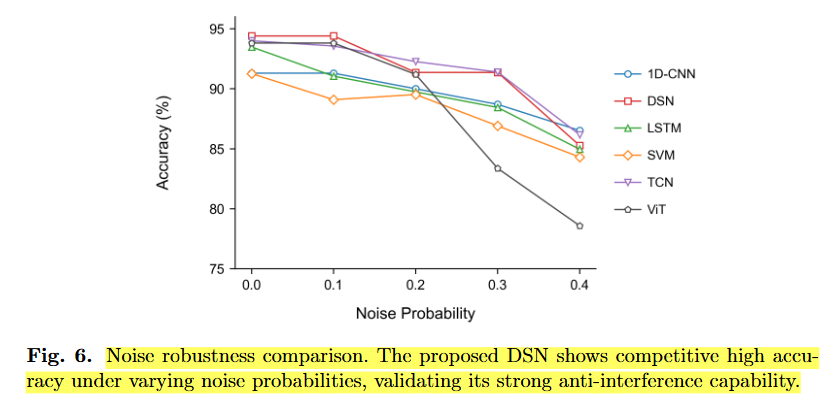 95
90
85
80
75
Accuracy (%)
0.0 0.1 0.2 0.3 0.4
Noise Probability
1D-CNN
DSN
LSTM
SVM
TCN
ViT
Fig. 6. Noise robustness comparison. The proposed DSN shows competitive high accu-
racy under varying noise probabilities, validating its strong anti-interference capability.